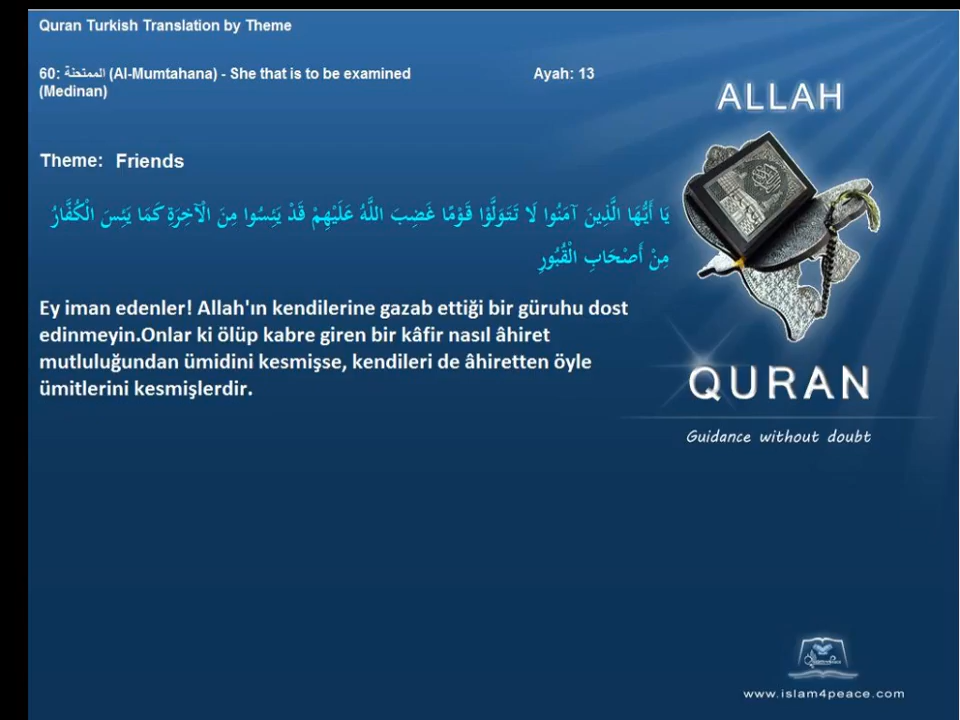 Quran Turkish Translation by Theme
60: الممتحنة (Al-Mumtahana) - She that is to be examined
(Medinan)
Ayah: 13
ALLAH
Theme: Friends
يَا أَيُّهَا الَّذِينَ آمَنُوا لَا تَتَوَلَّوْا قَوْمًا غَضِبَ اللَّهُ عَلَيْهِمْ قَدْ يَئِسُوا مِنَ الْآخِرَةِ كَمَا يَئِسَ الْكُفَّارُ
مِنْ أَصْحَابِ الْقُبُورِ
Ey iman edenler! Allah'ın kendilerine gazab ettiği bir güruhu dost
edinmeyin.Onlar ki ölüp kabre giren bir kâfir nasıl âhiret
mutluluğundan ümidini kesmişse, kendileri de âhiretten öyle
ümitlerini kesmişlerdir.
QURAN
Guidance without doubt
www.islam4peace.com